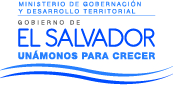 MINISTERIO DE GOBERNACIÓN
Y DESARROLLO TERRITORIAL
GOBIERNO DE
EL SALVADOR
UNÁMONOS PARA CRECER